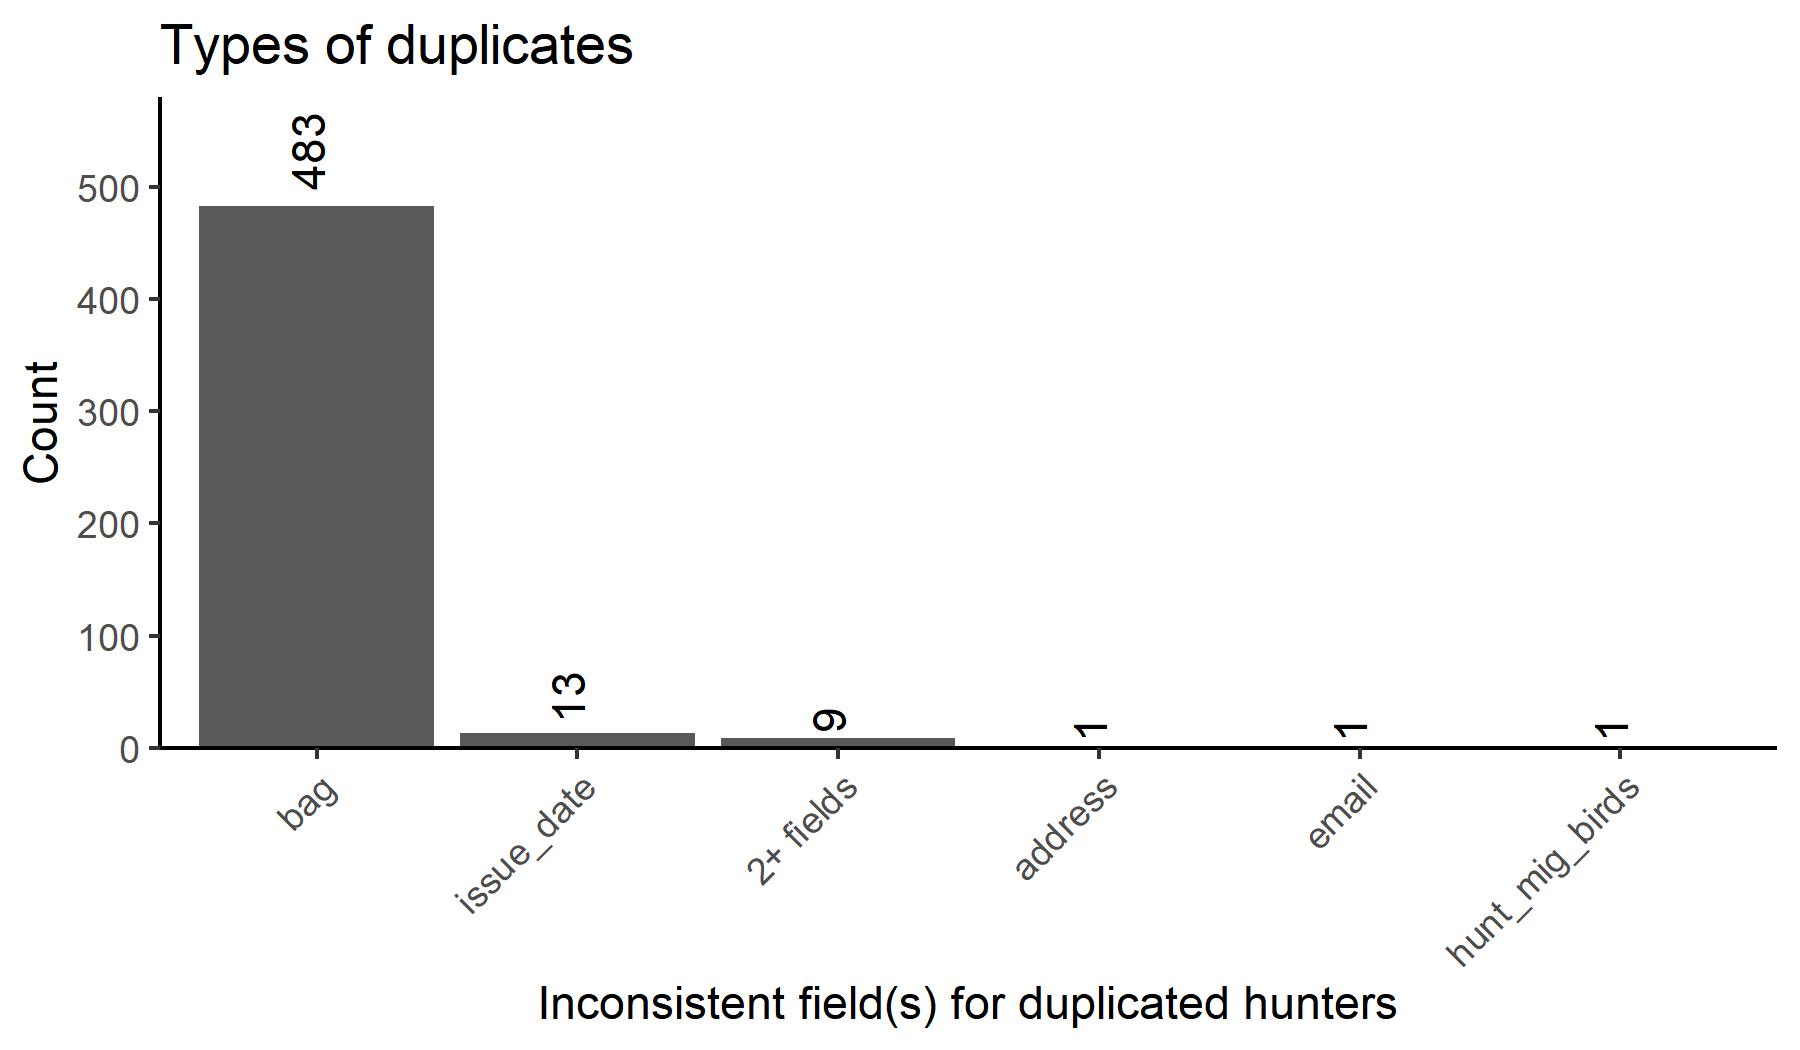 Types of duplicates
Count
500
400
300
200
100
0
483
13
9
1
1
1
bag
issue_date
2+ fields
address
email
hunt_mig_birds
Inconsistent field(s) for duplicated hunters